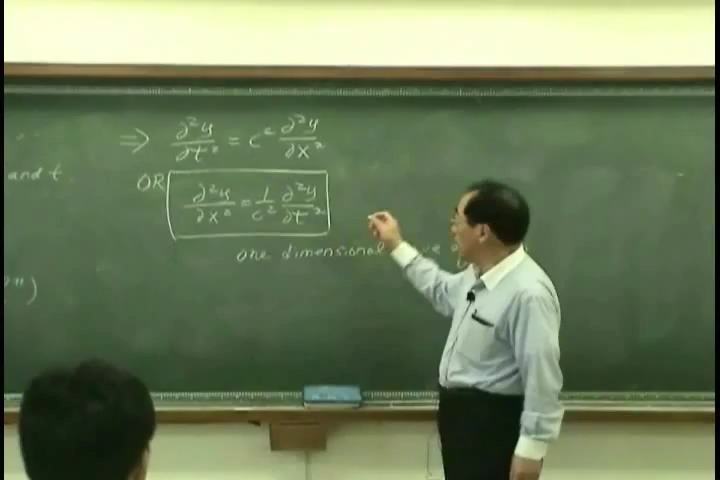 ⇒ ∂²y/∂t² = c² ∂²y/∂x²
and t.
OR ∂²y/∂x² = 1/c² ∂²y/∂t²
one dimensional
")